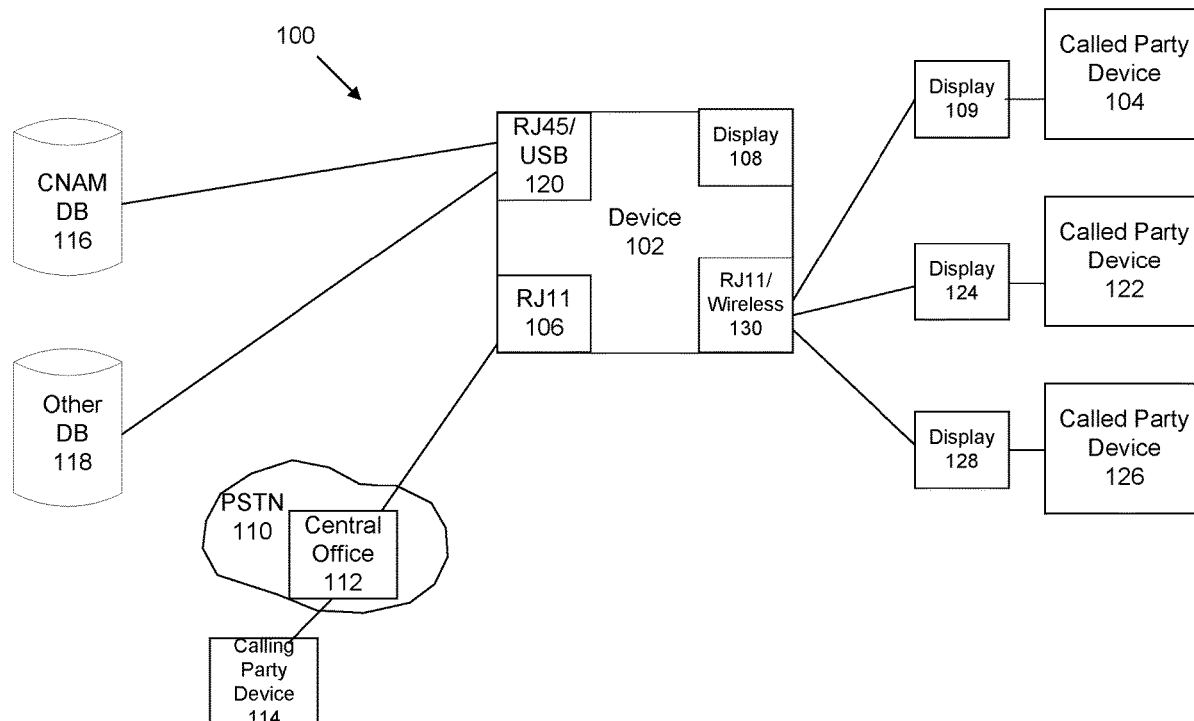 100
CNAM
DB
116
Other
DB
118
PSTN
110
Central
Office
112
Calling
Party
Device
114
RJ45/
USB
120
Display
108
Device
102
RJ11
106
RJ11/
Wireless
130
Display
109
Called Party
Device
104
Display
124
Called Party
Device
122
Display
128
Called Party
Device
126